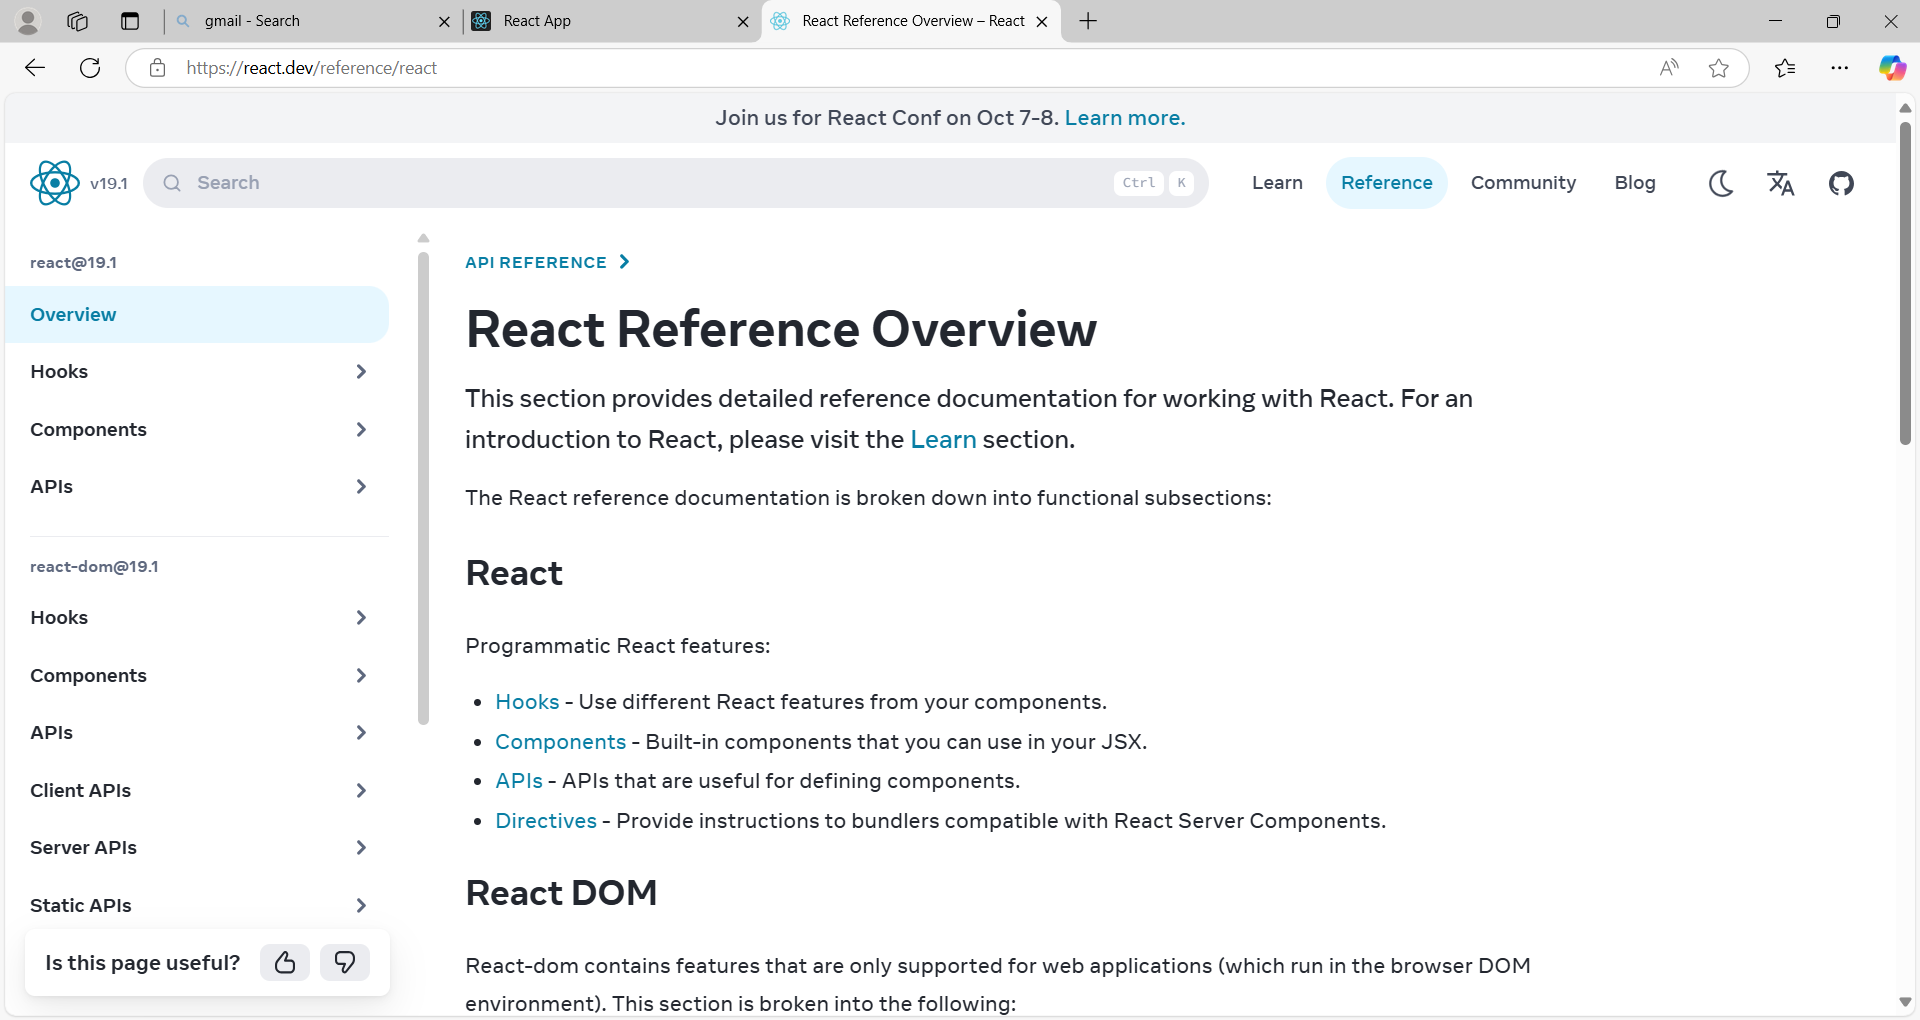 gmail - Search
React App
React Reference Overview – React
https://react.dev/reference/react
Join us for React Conf on Oct 7-8. Learn more.
v19.1
Search
Ctrl K
Learn
Reference
Community
Blog
react@19.1
Overview
Hooks
Components
APIs
react-dom@19.1
Hooks
Components
APIs
Client APIs
Server APIs
Static APIs
Is this page useful?
API REFERENCE
React Reference Overview
This section provides detailed reference documentation for working with React. For an
introduction to React, please visit the Learn section.
The React reference documentation is broken down into functional subsections:
React
Programmatic React features:
• Hooks - Use different React features from your components.
• Components - Built-in components that you can use in your JSX.
• APIs - APIs that are useful for defining components.
• Directives - Provide instructions to bundlers compatible with React Server Components.
React DOM
React-dom contains features that are only supported for web applications (which run in the browser DOM
environment). This section is broken into the following: